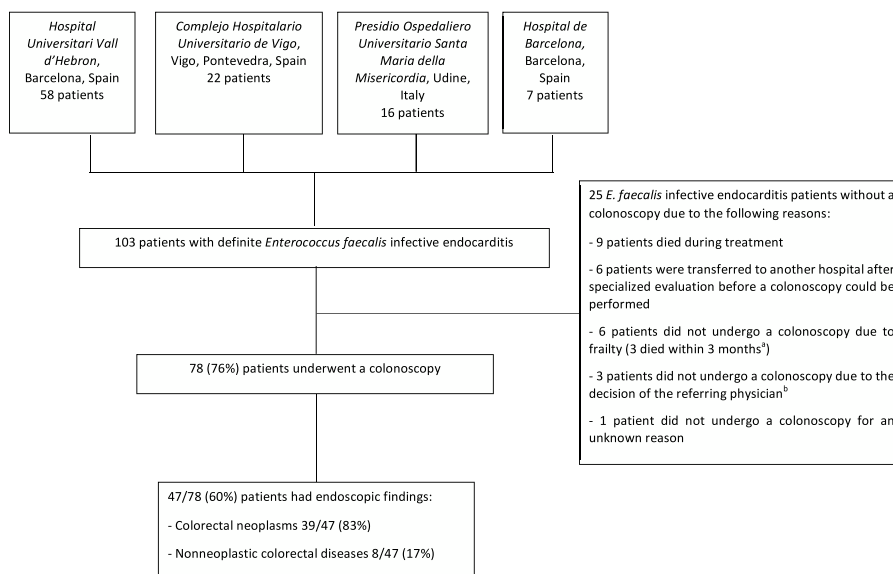 Hospital
Universitari Vall
d'Hebron,
Barcelona, Spain
58 patients
Complejo Hospitalario
Universitario de Vigo,
Vigo, Pontevedra, Spain
22 patients
Presidio Ospedaliero
Universitario Santa
Maria della
Misericordia, Udine,
Italy
16 patients
Hospital de
Barcelona,
Barcelona,
Spain
7 patients
103 patients with definite Enterococcus faecalis infective endocarditis
25 E. faecalis infective endocarditis patients without a
colonoscopy due to the following reasons:
- 9 patients died during treatment
- 6 patients were transferred to another hospital after
specialized evaluation before a colonoscopy could be
performed
- 6 patients did not undergo a colonoscopy due to
frailty (3 died within 3 monthsᵃ)
- 3 patients did not undergo a colonoscopy due to the
decision of the referring physicianᵇ
- 1 patient did not undergo a colonoscopy for an
unknown reason
78 (76%) patients underwent a colonoscopy
47/78 (60%) patients had endoscopic findings:
- Colorectal neoplasms 39/47 (83%)
- Nonneoplastic colorectal diseases 8/47 (17%)